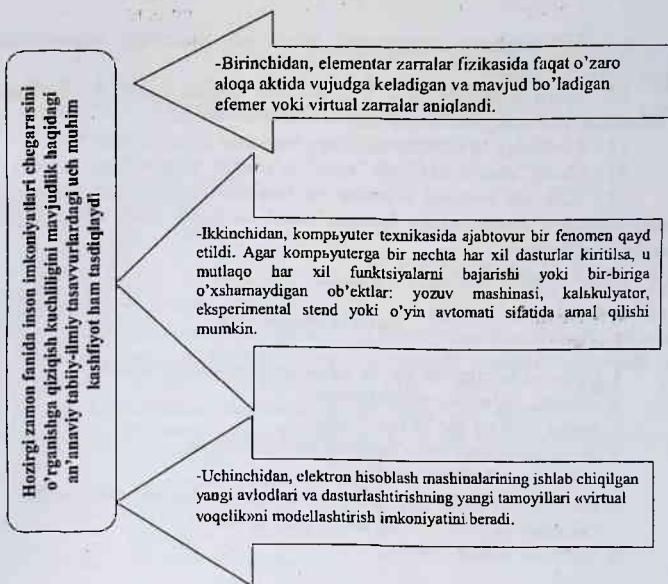 Hozirgi zamon fanida inson imkoniyatlari chegarasini
o'rganishga qiziqish kuchliligini mavjudlik haqidagi
an'anaviy tabiiy-ilmiy tasavvurlardagi uch muhim
kashfiyot ham tasdiqlaydi
-Birinchidan, elementar zarralar fizikasida faqat o'zaro
aloqa aktida vujudga keladigan va mavjud bo'ladigan
efemer yoki virtual zarralar aniqlandi.
-Ikkinchidan, kompьyuter texnikasida ajabtovur bir fenomen qayd
etildi. Agar kompьyuterga bir nechta har xil dasturlar kiritilsa, u
mutlaqo har xil funktsiyalarni bajarishi yoki bir-biriga
o'xshamaydigan ob'ektlar: yozuv mashinasi, kalьkulyator,
eksperimental stend yoki o'yin avtomati sifatida amal qilishi
mumkin.
-Uchinchidan, elektron hisoblash mashinalarining ishlab chiqilgan
yangi avlodlari va dasturlashtirishning yangi tamoyillari «virtual
voqelik»ni modellashtirish imkoniyatini beradi.